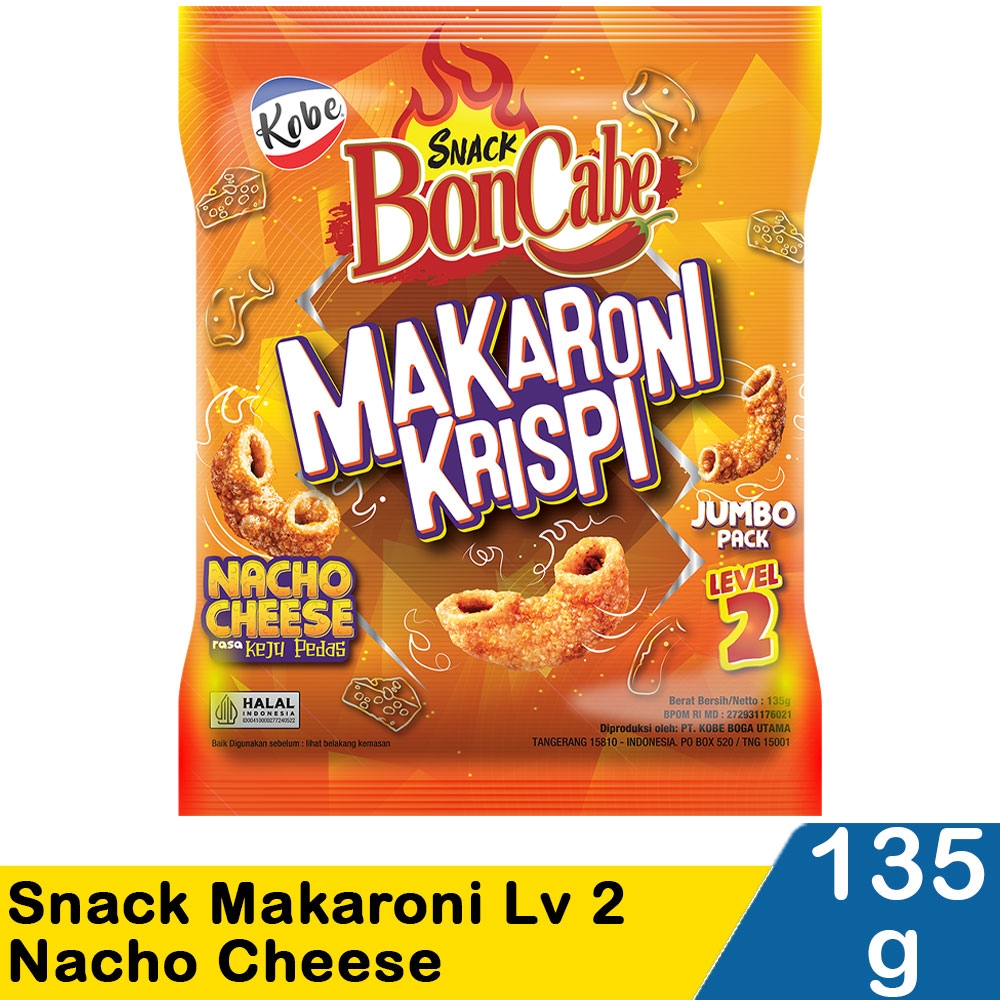 Kobe
SNACK
BonCabe
MAKARONI
KRISPI
JUMBO
PACK
LEVEL
2
NACHO
CHEESE
rasa Keju Pedas
HALAL
INDONESIA
ID00410000277240522
Baik Digunakan sebelum : lihat belakang kemasan
Berat Bersih/Netto : 135g
BPOM RI MD : 272931176021
Diproduksi oleh: PT. KOBE BOGA UTAMA
TANGERANG 15810 - INDONESIA. PO BOX 520 / TNG 15001
Snack Makaroni Lv 2
Nacho Cheese
135
g